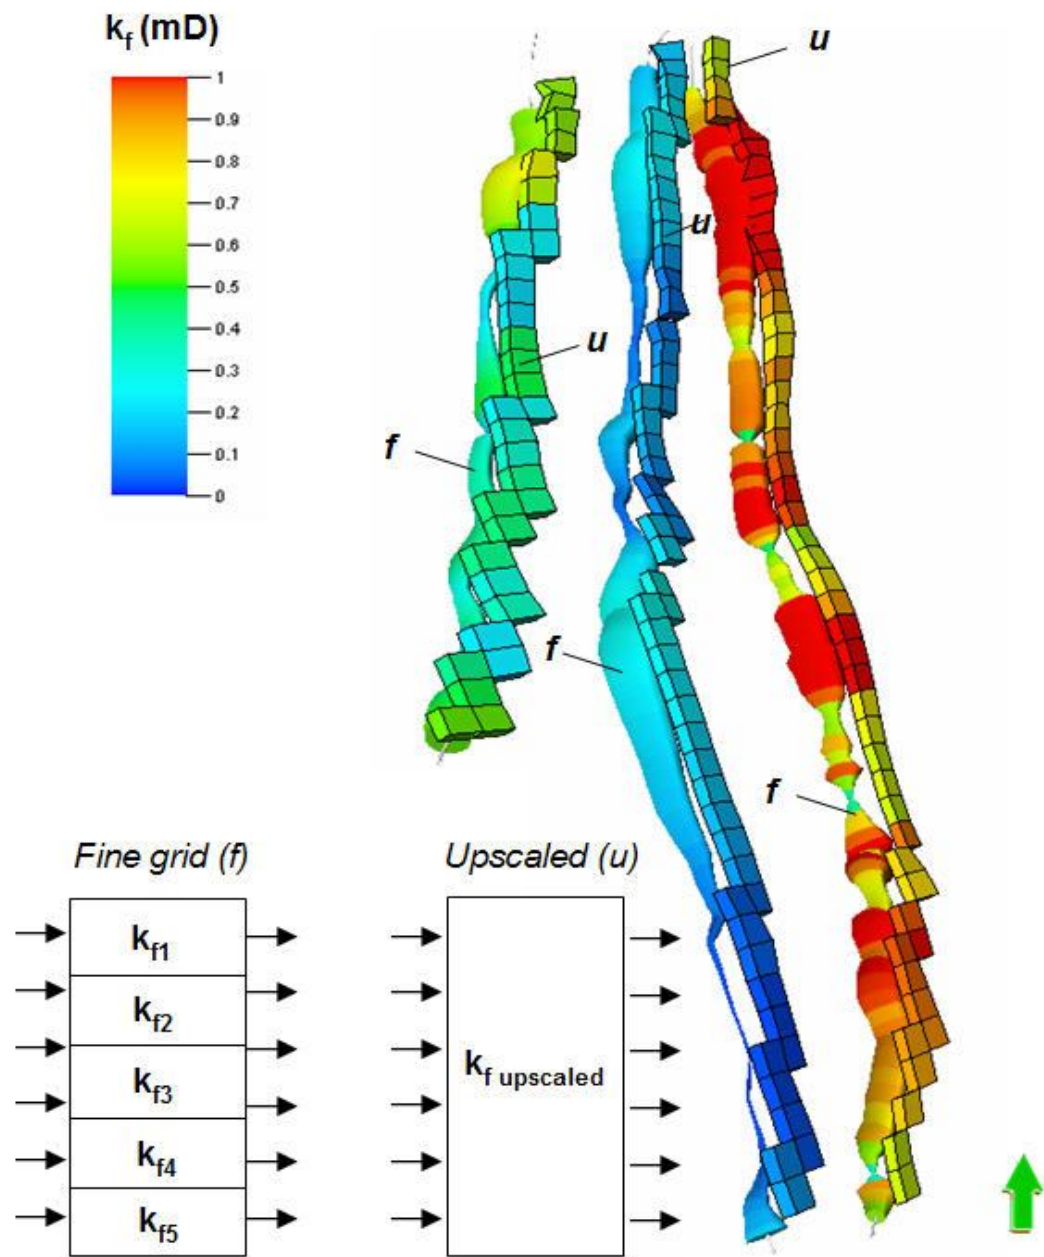 k_f (mD)
1
0.9
0.8
0.7
0.6
0.5
0.4
0.3
0.2
0.1
0
u
u
u
f
f
f
Fine grid (f)
Upscaled (u)
k_f1
k_f2
k_f3
k_f4
k_f5
k_f upscaled